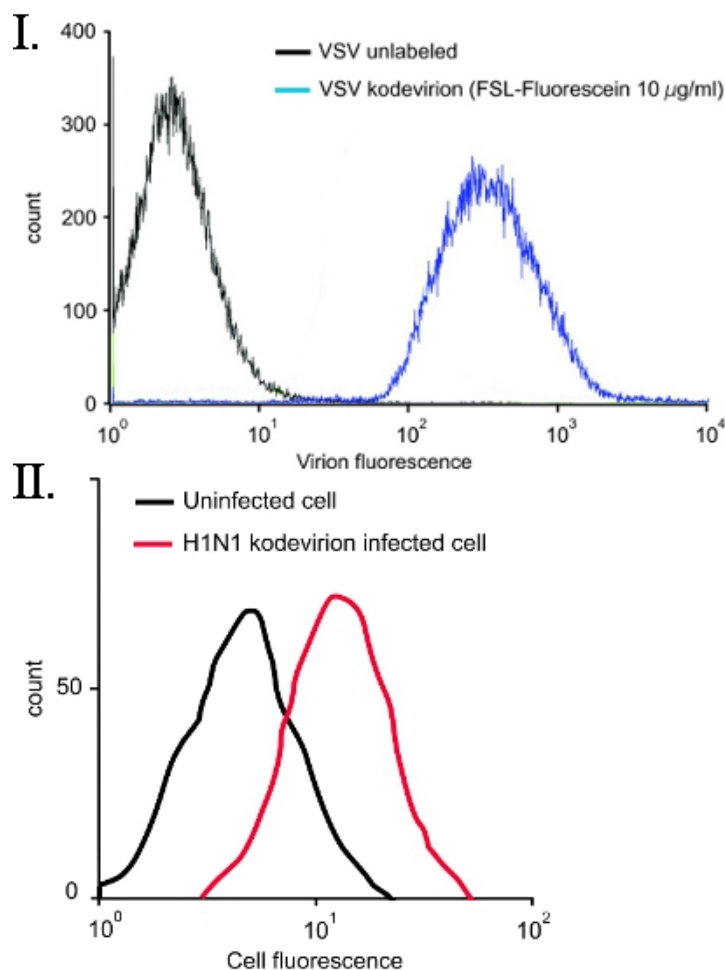 I.
400
VSV unlabeled
VSV kodevirion (FSL-Fluorescein 10 µg/ml)
300
count
200
100
0
10⁰ 10¹ 10² 10³ 10⁴
Virion fluorescence
II.
Uninfected cell
H1N1 kodevirion infected cell
count
50
0
10⁰ 10¹ 10²
Cell fluorescence